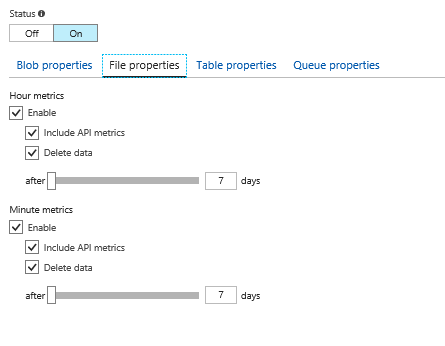 Status
Off On
Blob properties File properties Table properties Queue properties
Hour metrics
Enable
Include API metrics
Delete data
after 7 days
Minute metrics
Enable
Include API metrics
Delete data
after 7 days